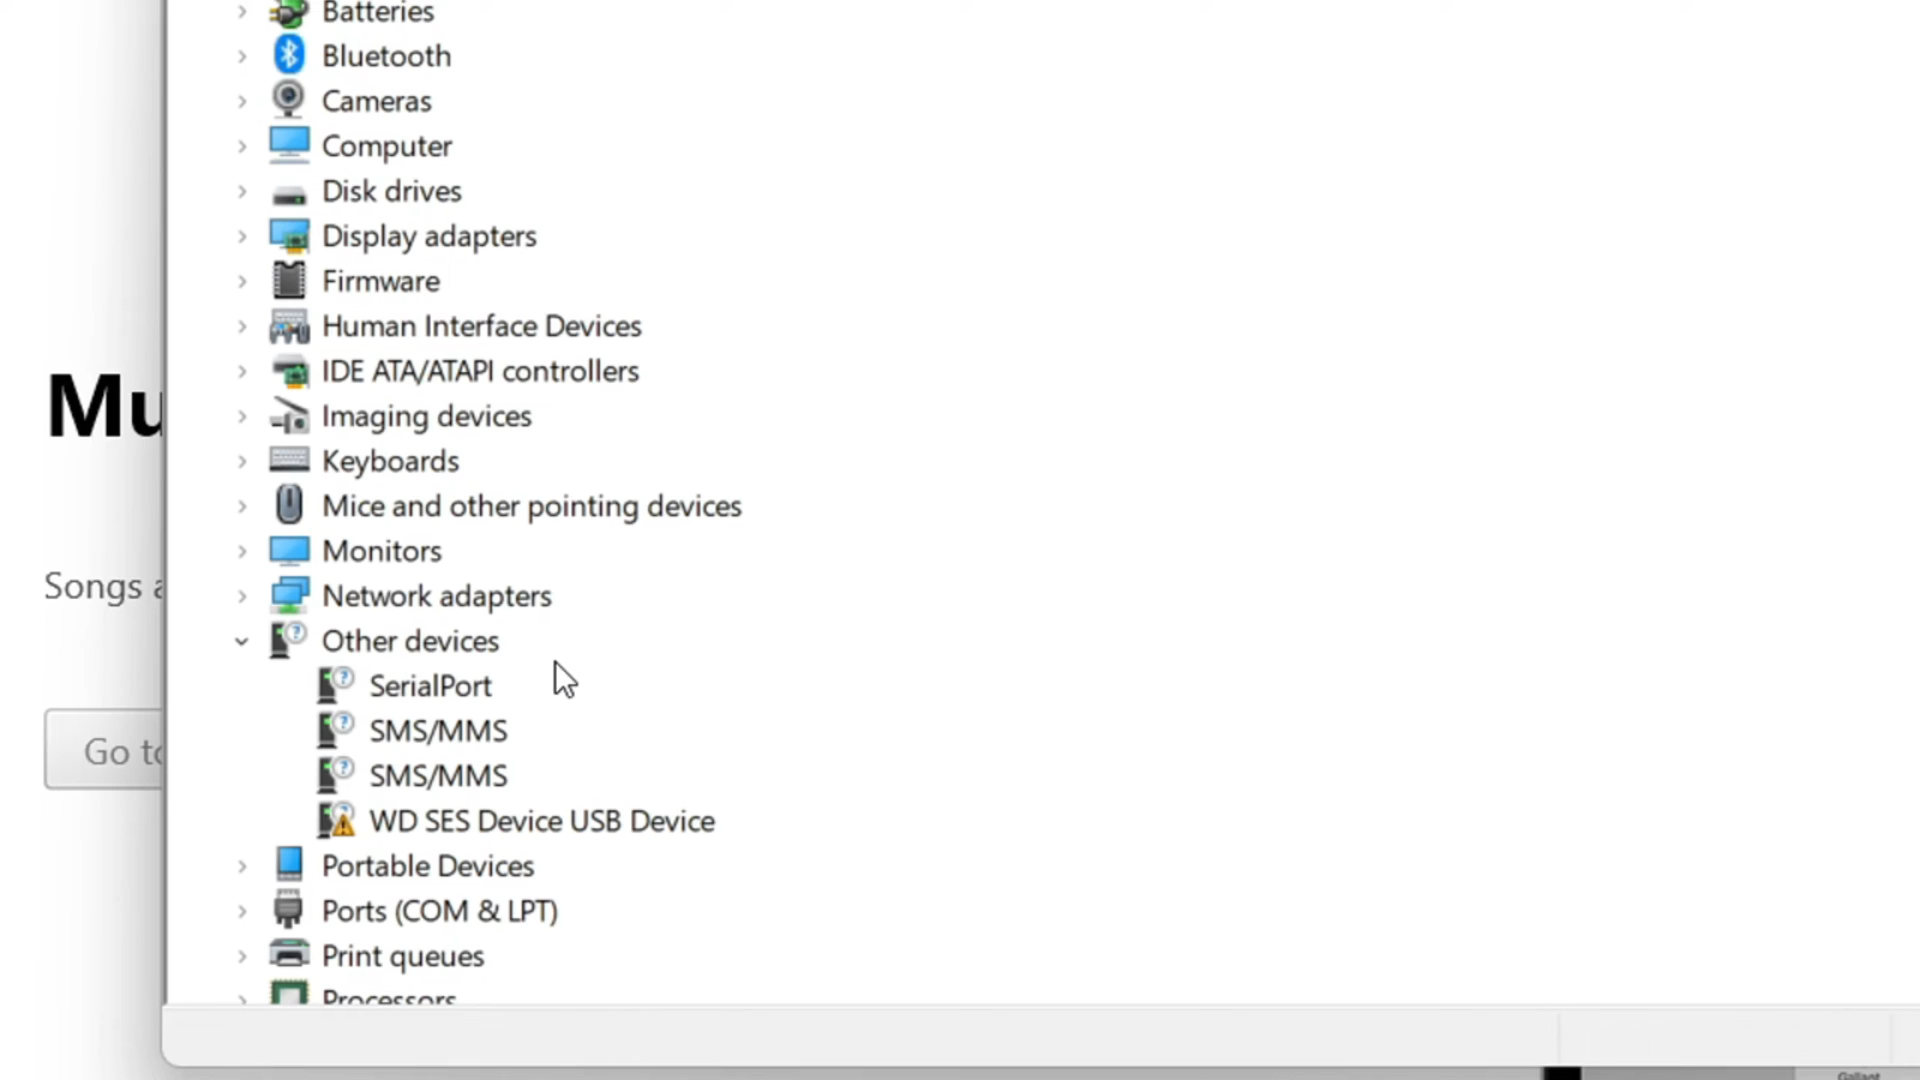 Batteries
Bluetooth
Cameras
Computer
Disk drives
Display adapters
Firmware
Human Interface Devices
IDE ATA/ATAPI controllers
Imaging devices
Keyboards
Mu
Mice and other pointing devices
Monitors
Songs a
Network adapters
Other devices
SerialPort
SMS/MMS
Go to
SMS/MMS
WD SES Device USB Device
Portable Devices
Ports (COM & LPT)
Print queues
Processors